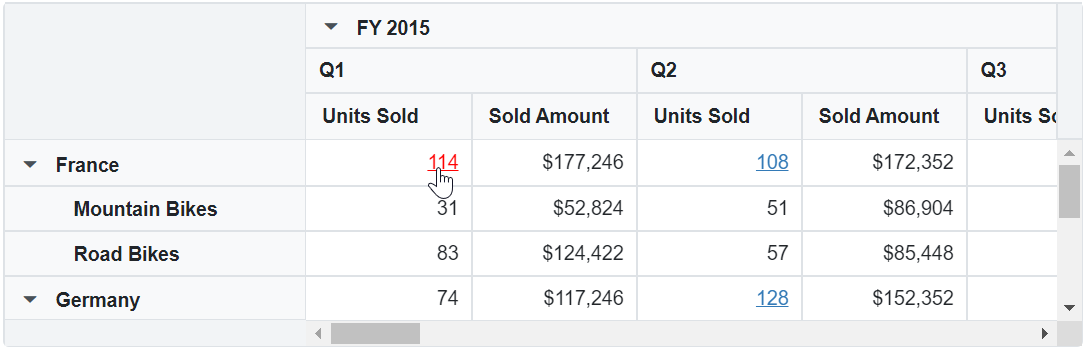 FY 2015
Q1 Q2 Q3
Units Sold Sold Amount Units Sold Sold Amount Units So
France 114 $177,246 108 $172,352
Mountain Bikes 31 $52,824 51 $86,904
Road Bikes 83 $124,422 57 $85,448
Germany 74 $117,246 128 $152,352